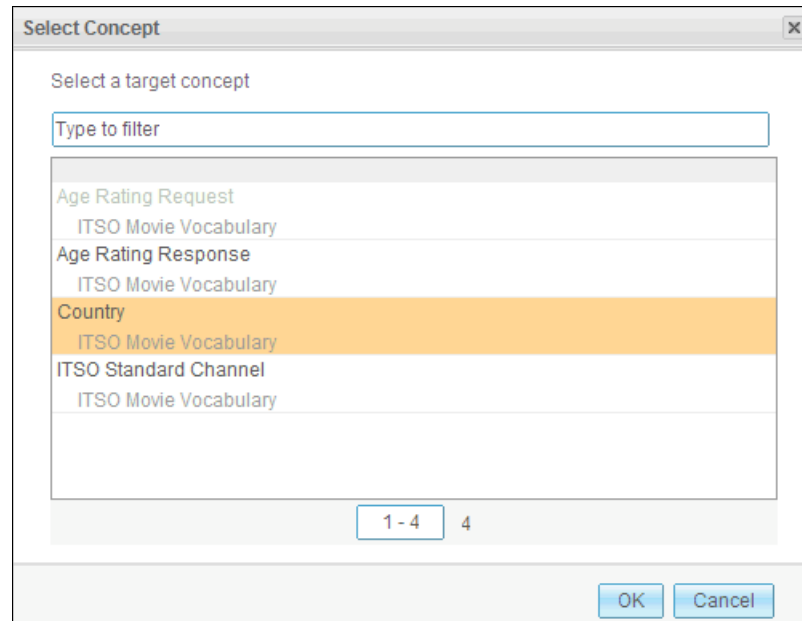 Select Concept
Select a target concept
Type to filter
Age Rating Request
ITSO Movie Vocabulary
Age Rating Response
ITSO Movie Vocabulary
Country
ITSO Movie Vocabulary
ITSO Standard Channel
ITSO Movie Vocabulary
1 - 4 4
OK Cancel